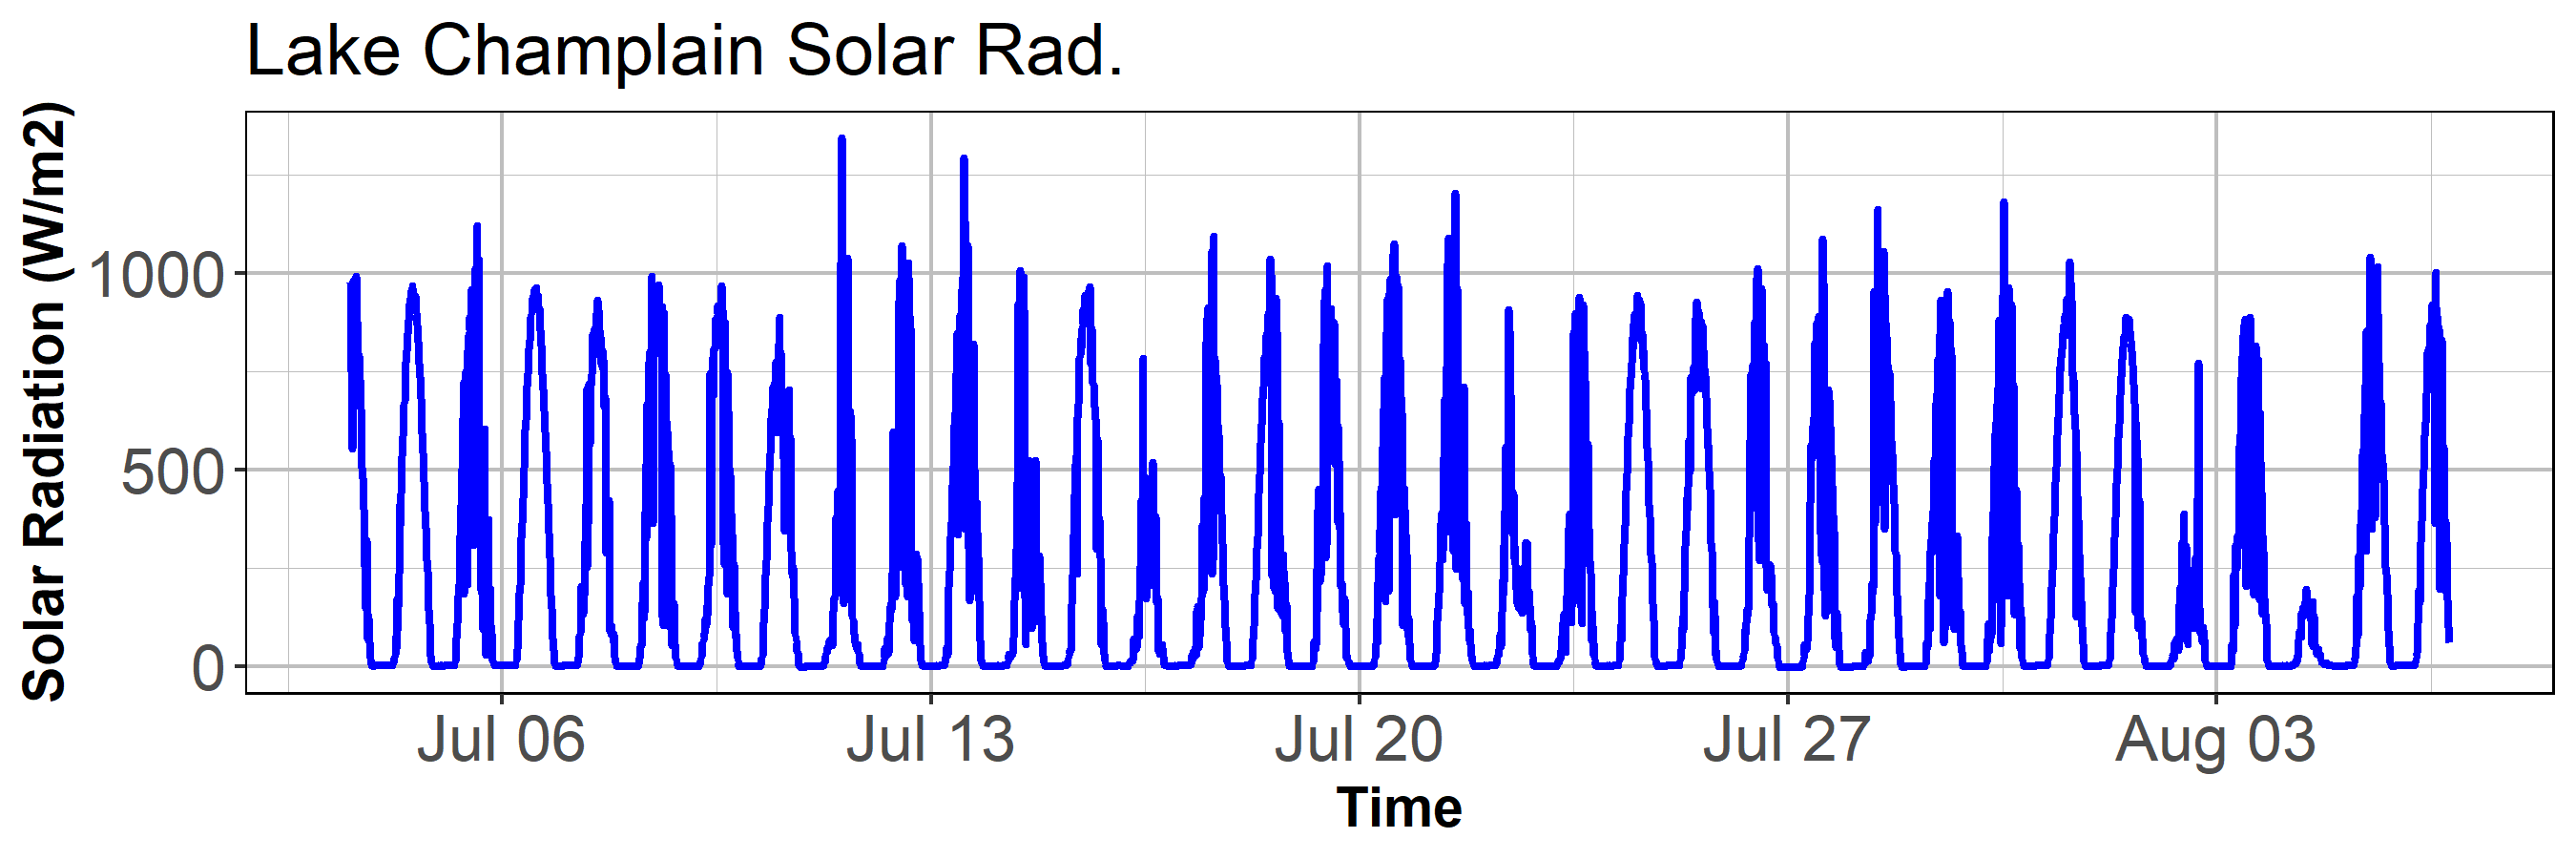 Lake Champlain Solar Rad.
Solar Radiation (W/m2)
1000
500
0
Jul 06 Jul 13 Jul 20 Jul 27 Aug 03
Time